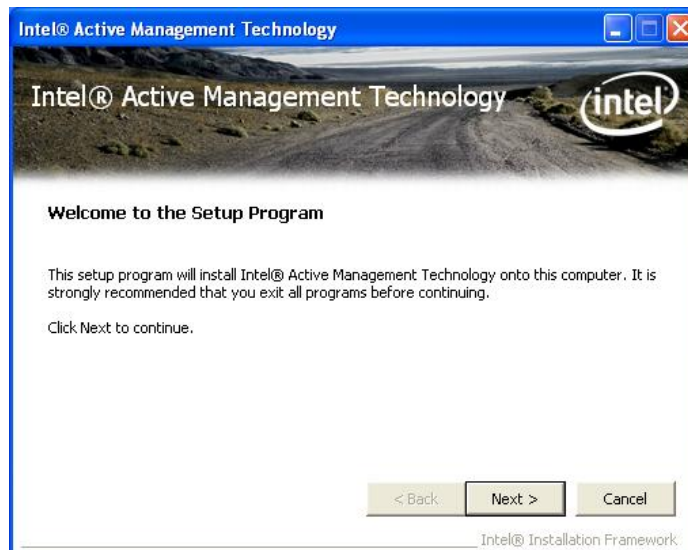 Intel® Active Management Technology
Intel® Active Management Technology
intel
Welcome to the Setup Program
This setup program will install Intel® Active Management Technology onto this computer. It is
strongly recommended that you exit all programs before continuing.
Click Next to continue.
< Back
Next >
Cancel
Intel® Installation Framework